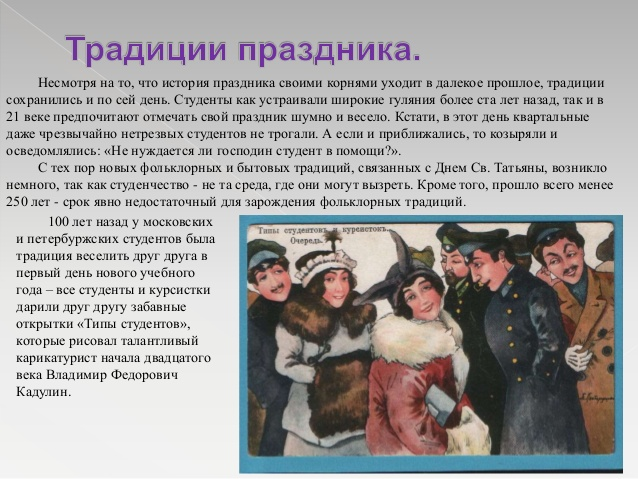 Традиции праздника.
Несмотря на то, что история праздника своими корнями уходит в далекое прошлое, традиции
сохранились и по сей день. Студенты как устраивали широкие гуляния более ста лет назад, так и в
21 веке предпочитают отмечать свой праздник шумно и весело. Кстати, в этот день квартальные
даже чрезвычайно нетрезвых студентов не трогали. А если и приближались, то козыряли и
осведомлялись: «Не нуждается ли господин студент в помощи?».
С тех пор новых фольклорных и бытовых традиций, связанных с Днем Св. Татьяны, возникло
немного, так как студенчество - не та среда, где они могут вызреть. Кроме того, прошло всего менее
250 лет - срок явно недостаточный для зарождения фольклорных традиций.
100 лет назад у московских
и петербуржских студентов была
традиция веселить друг друга в
первый день нового учебного
года – все студенты и курсистки
дарили друг другу забавные
открытки «Типы студентов»,
которые рисовал талантливый
карикатурист начала двадцатого
века Владимир Федорович
Кадулин.
Типы студентовъ и курсистокъ..
Очередь.